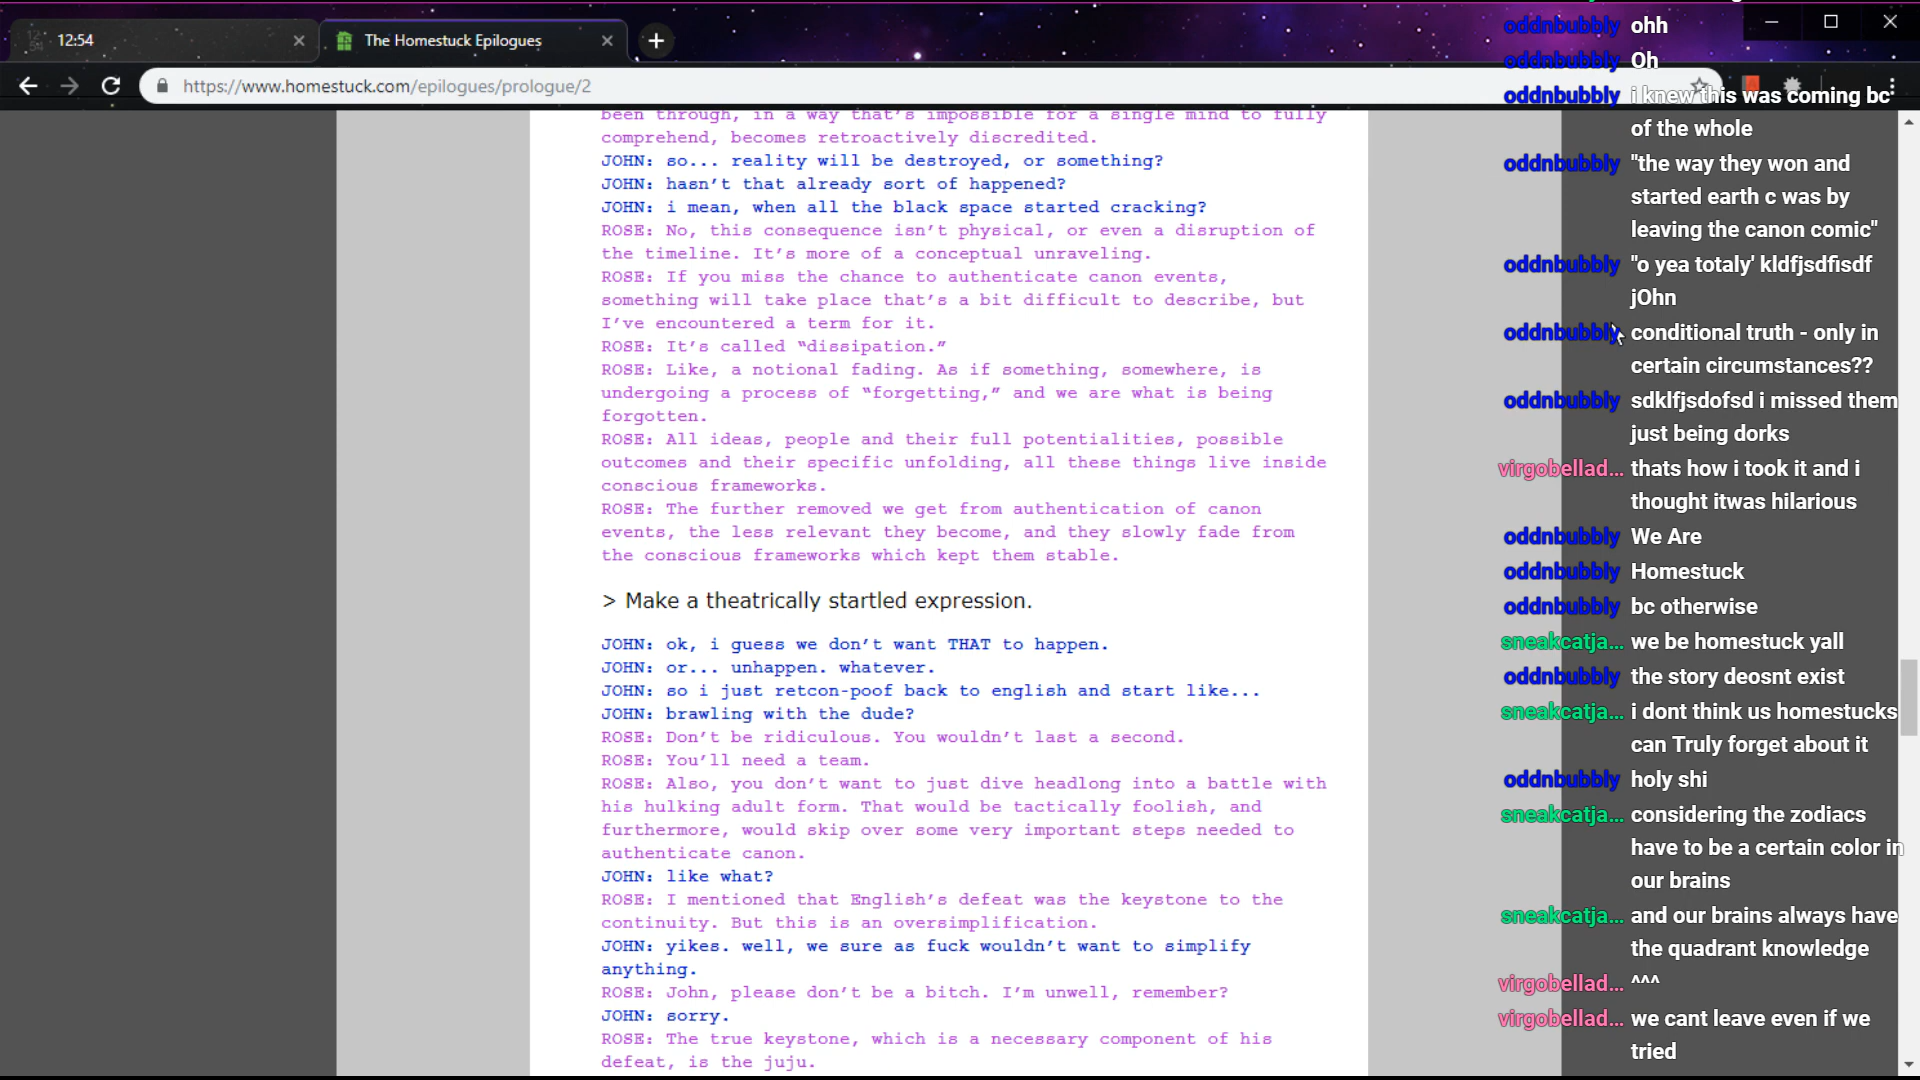 12:54
The Homestuck Epilogues
https://www.homestuck.com/epilogues/prologue/2
been through, in a way that's impossible for a single mind to fully
comprehend, becomes retroactively discredited.
JOHN: so... reality will be destroyed, or something?
JOHN: hasn't that already sort of happened?
JOHN: i mean, when all the black space started cracking?
ROSE: No, this consequence isn't physical, or even a disruption of
the timeline. It's more of a conceptual unraveling.
ROSE: If you miss the chance to authenticate canon events,
something will take place that's a bit difficult to describe, but
I've encountered a term for it.
ROSE: It's called “dissipation.”
ROSE: Like, a notional fading. As if something, somewhere, is
undergoing a process of “forgetting,” and we are what is being
forgotten.
ROSE: All ideas, people and their full potentialities, possible
outcomes and their specific unfolding, all these things live inside
conscious frameworks.
ROSE: The further removed we get from authentication of canon
events, the less relevant they become, and they slowly fade from
the conscious frameworks which kept them stable.
> Make a theatrically startled expression.
JOHN: ok, i guess we don't want THAT to happen.
JOHN: or... unhappen. whatever.
JOHN: so i just retcon-poof back to english and start like...
JOHN: brawling with the dude?
ROSE: Don't be ridiculous. You wouldn't last a second.
ROSE: You'll need a team.
ROSE: Also, you don't want to just dive headlong into a battle with
his hulking adult form. That would be tactically foolish, and
furthermore, would skip over some very important steps needed to
authenticate canon.
JOHN: like what?
ROSE: I mentioned that English's defeat was the keystone to the
continuity. But this is an oversimplification.
JOHN: yikes. well, we sure as fuck wouldn't want to simplify
anything.
ROSE: John, please don't be a bitch. I'm unwell, remember?
JOHN: sorry.
ROSE: The true keystone, which is a necessary component of his
defeat, is the juju.
oddnbubbly ohh
oddnbubbly Oh
oddnbubbly i knew this was coming bc
of the whole
oddnbubbly "the way they won and
started earth c was by
leaving the canon comic"
oddnbubbly "o yea totaly' kldfjsdfisdf
jOhn
oddnbubbly conditional truth - only in
certain circumstances??
oddnbubbly sdklfjsdofsd i missed them
just being dorks
virgobellad... thats how i took it and i
thought itwas hilarious
oddnbubbly We Are
oddnbubbly Homestuck
oddnbubbly bc otherwise
sneakcatja... we be homestuck yall
oddnbubbly the story deosnt exist
sneakcatja... i dont think us homestucks
can Truly forget about it
oddnbubbly holy shi
sneakcatja... considering the zodiacs
have to be a certain color in
our brains
sneakcatja... and our brains always have
the quadrant knowledge
virgobellad... ^^^
virgobellad... we cant leave even if we
tried